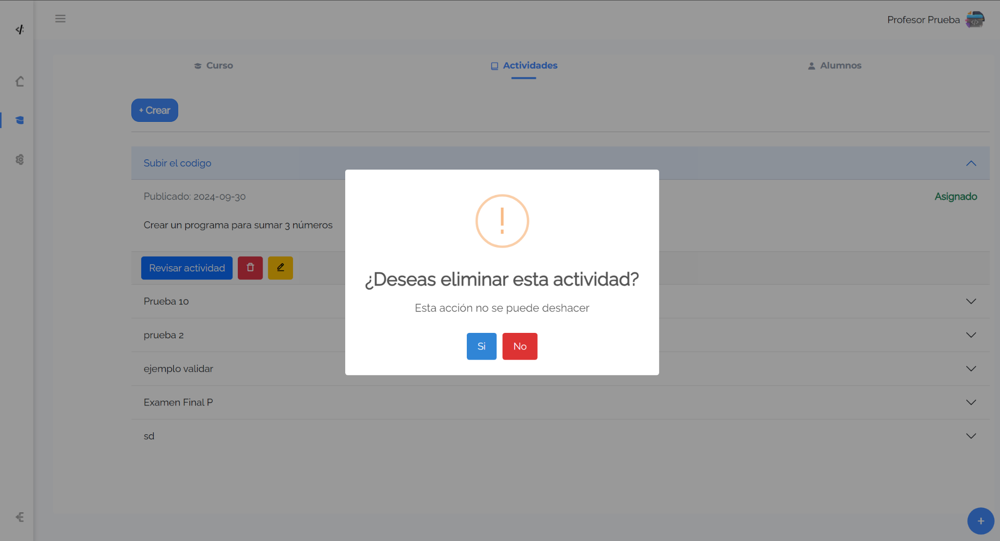 Profesor Prueba
Curso
Actividades
Alumnos
+ Crear
Subir el codigo
Publicado: 2024-09-30
Asignado
Crear un programa para sumar 3 números
Revisar actividad
¿Deseas eliminar esta actividad?
Esta acción no se puede deshacer
Si
No
Prueba 10
prueba 2
ejemplo validar
Examen Final P
sd
+